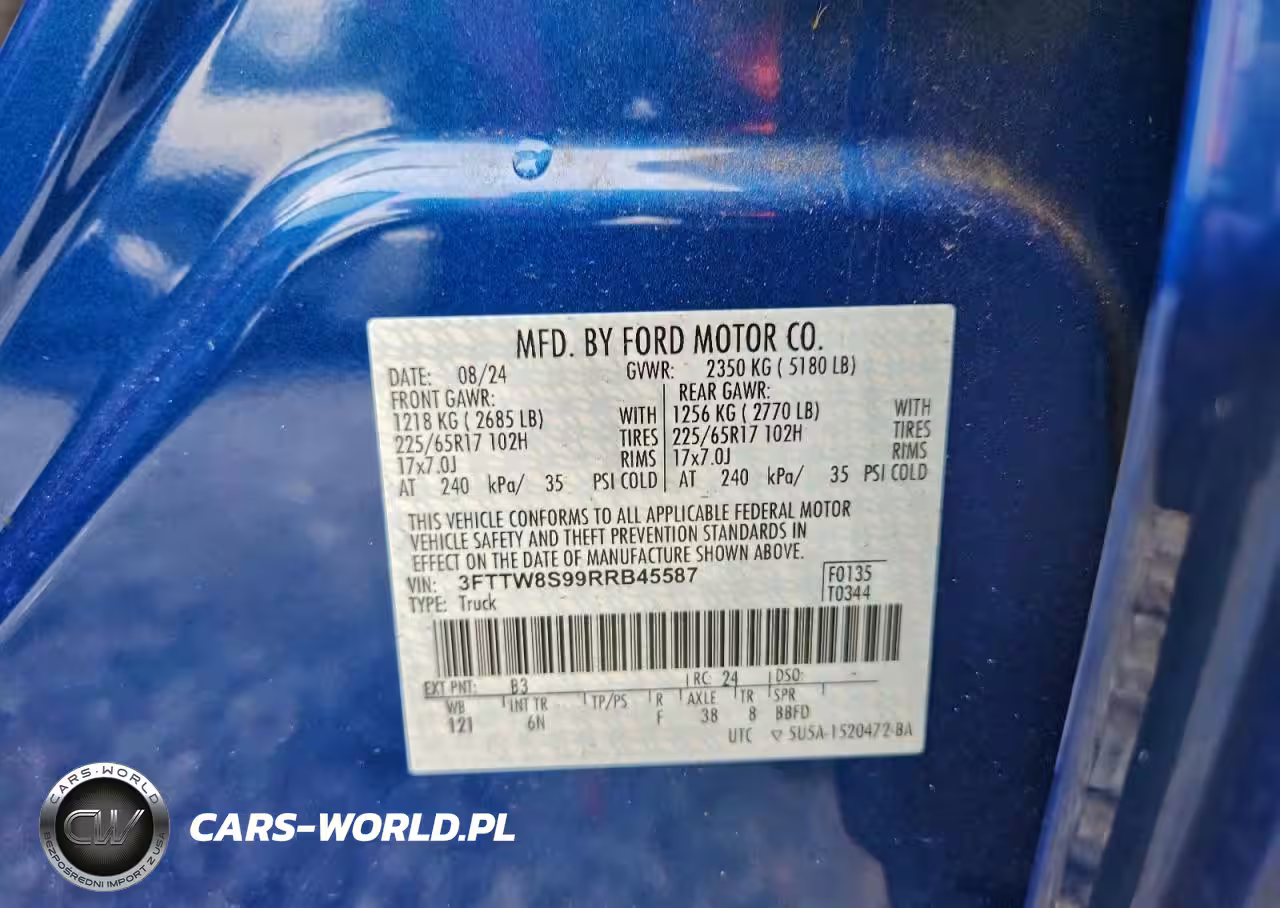 MFD. BY FORD MOTOR CO.
DATE: 08/24 GVWR: 2350 KG ( 5180 LB)
FRONT GAWR: REAR GAWR:
1218 KG ( 2685 LB) WITH 1256 KG ( 2770 LB) WITH
225/65R17 102H TIRES 225/65R17 102H TIRES
17x7.0J RIMS 17x7.0J RIMS
AT 240 kPa/ 35 PSI COLD AT 240 kPa/ 35 PSI COLD
THIS VEHICLE CONFORMS TO ALL APPLICABLE FEDERAL MOTOR
VEHICLE SAFETY AND THEFT PREVENTION STANDARDS IN
EFFECT ON THE DATE OF MANUFACTURE SHOWN ABOVE.
VIN: 3FTTW8S99RRB45587 F0135
TYPE: Truck T0344
EXT PNT: B3 RC: 24 DSO: -
WB INT TR TP/PS R AXLE TR SPR
121 6N F 38 8 BBFD
UTC ▽ SU5A-1520472-BA
CARS-WORLD
CW
BEZPOŚREDNI IMPORT Z USA
CARS-WORLD.PL